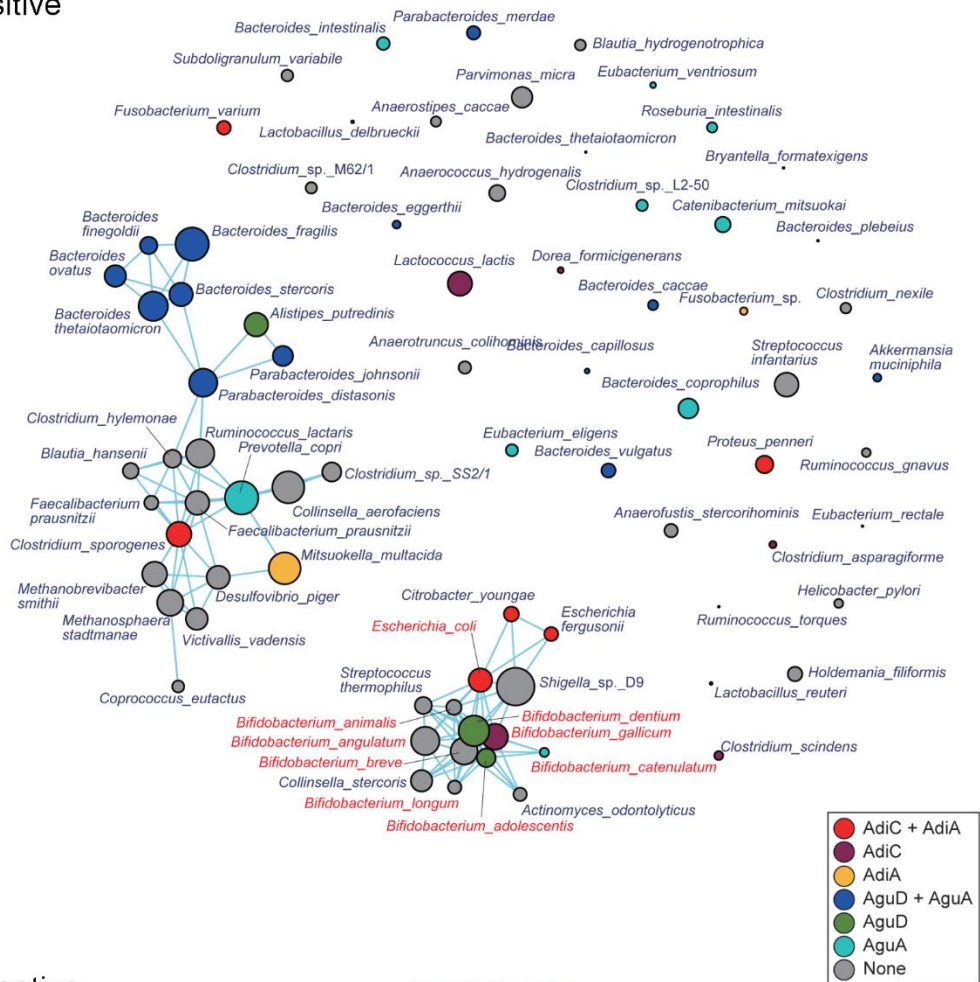 sitive
Parabacteroides_merdae
Bacteroides_intestinalis
Blautia_hydrogenotrophica
Subdoligranulum_variabile
Parvimonas_micra
Eubacterium_ventriosum
Fusobacterium_varium
Anaerostipes_caccae
Roseburia_intestinalis
Lactobacillus_delbrueckii
Bacteroides_thetaiotaomicron
Bryantella_formatexigens
Clostridium_sp._M62/1
Anaerococcus_hydrogenalis
Clostridium_sp._L2-50
Bacteroides_eggerthii
Catenibacterium_mitsuokai
Bacteroides
finegoldii
Bacteroides_fragilis
Bacteroides_plebeius
Bacteroides
ovatus
Lactococcus_lactis
Dorea_formicigenerans
Bacteroides_stercoris
Bacteroides_caccae
Fusobacterium_sp.
Clostridium_nexile
Bacteroides
thetaiotaomicron
Alistipes_putredinis
Anaerotruncus_colihominis
Bacteroides_capillosus
Streptococcus
infantarius
Akkermansia
muciniphila
Parabacteroides_johnsonii
Bacteroides_coprophilus
Parabacteroides_distasonis
Clostridium_hylemonae
Ruminococcus_lactaris
Prevotella_copri
Eubacterium_eligens
Bacteroides_vulgatus
Proteus_penneri
Blautia_hansenii
Clostridium_sp._SS2/1
Ruminococcus_gnavus
Faecalibacterium
prausnitzii
Collinsella_aerofaciens
Anaerofustis_stercorihominis
Eubacterium_rectale
Faecalibacterium_prausnitzii
Clostridium_sporogenes
Mitsuokella_multacida
Clostridium_asparagiforme
Methanobrevibacter
smithii
Desulfovibrio_piger
Citrobacter_youngae
Helicobacter_pylori
Methanosphaera
stadtmanae
Victivallis_vadensis
Escherichia_coli
Escherichia
fergusonii
Ruminococcus_torques
Coprococcus_eutactus
Streptococcus
thermophilus
Shigella_sp._D9
Holdemania_filiformis
Lactobacillus_reuteri
Bifidobacterium_animalis
Bifidobacterium_dentium
Bifidobacterium_angulatum
Bifidobacterium_gallicum
Bifidobacterium_breve
Bifidobacterium_catenulatum
Clostridium_scindens
Collinsella_stercoris
Bifidobacterium_longum
Actinomyces_odontolyticus
Bifidobacterium_adolescentis
AdiC + AdiA
AdiC
AdiA
AguD + AguA
AguD
AguA
None